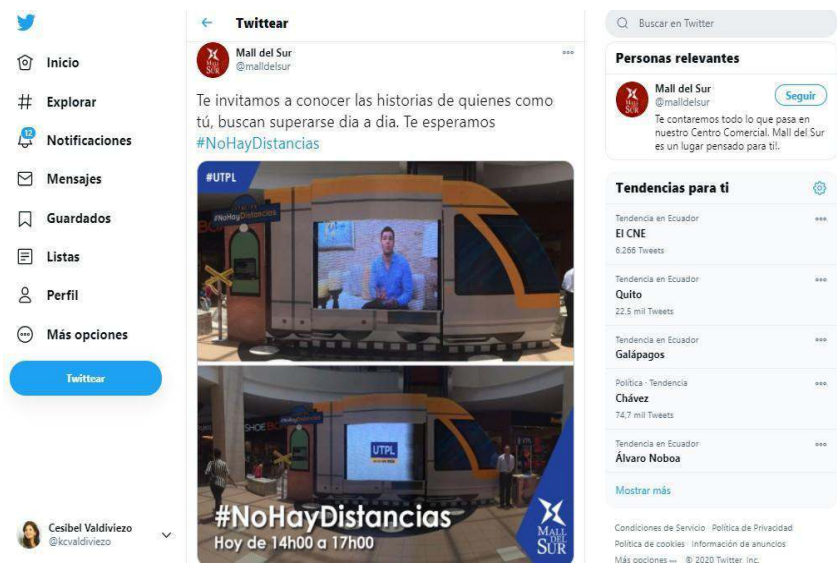 Inicio
Explorar
12
Notificaciones
Mensajes
Guardados
Listas
Perfil
Más opciones
Twittear
Cesibel Valdiviezo
@kcvaldiviezo
Twittear
Mall del Sur
@malldelsur
Te invitamos a conocer las historias de quienes como
tú, buscan superarse dia a dia. Te esperamos
#NoHayDistancias
#UTPL
#NoHayDistancias
SHOE
UTPL
#NoHayDistancias
Hoy de 14h00 a 17h00
MALL
DEL
SUR
Buscar en Twitter
Personas relevantes
Mall del Sur
@malldelsur
Seguir
Te contaremos todo lo que pasa en
nuestro Centro Comercial. Mall del Sur
es un lugar pensado para ti!.
Tendencias para ti
Tendencia en Ecuador
El CNE
6.266 Tweets
Tendencia en Ecuador
Quito
22,5 mil Tweets
Tendencia en Ecuador
Galápagos
Política · Tendencia
Chávez
74,7 mil Tweets
Tendencia en Ecuador
Álvaro Noboa
Mostrar más
Condiciones de Servicio Política de Privacidad
Política de cookies Información de anuncios
Más opciones © 2020 Twitter, Inc.